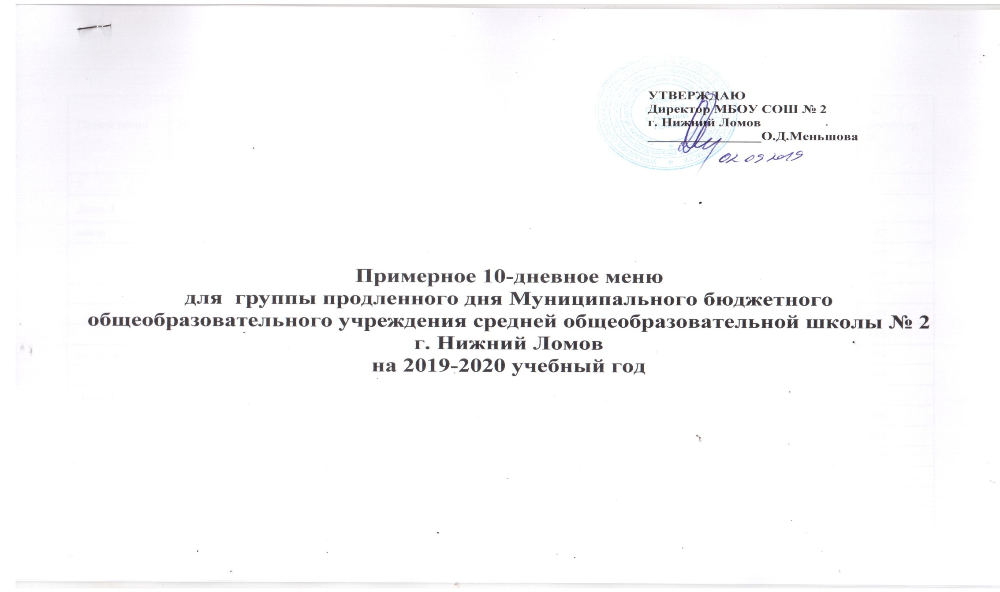 УТВЕРЖДАЮ
Директор МБОУ СОШ № 2
г. Нижний Ломов
__________________О.Д.Меньшова
02 09 2019
Примерное 10-дневное меню
для группы продленного дня Муниципального бюджетного
общеобразовательного учреждения средней общеобразовательной школы № 2
г. Нижний Ломов
на 2019-2020 учебный год